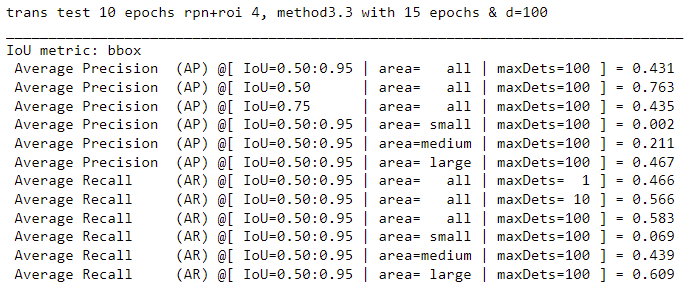 trans test 10 epochs rpn+roi 4, method3.3 with 15 epochs & d=100
IoU metric: bbox
Average Precision  (AP) @[ IoU=0.50:0.95 | area=   all | maxDets=100 ] = 0.431
Average Precision  (AP) @[ IoU=0.50      | area=   all | maxDets=100 ] = 0.763
Average Precision  (AP) @[ IoU=0.75      | area=   all | maxDets=100 ] = 0.435
Average Precision  (AP) @[ IoU=0.50:0.95 | area= small | maxDets=100 ] = 0.002
Average Precision  (AP) @[ IoU=0.50:0.95 | area=medium | maxDets=100 ] = 0.211
Average Precision  (AP) @[ IoU=0.50:0.95 | area= large | maxDets=100 ] = 0.467
Average Recall     (AR) @[ IoU=0.50:0.95 | area=   all | maxDets=  1 ] = 0.466
Average Recall     (AR) @[ IoU=0.50:0.95 | area=   all | maxDets= 10 ] = 0.566
Average Recall     (AR) @[ IoU=0.50:0.95 | area=   all | maxDets=100 ] = 0.583
Average Recall     (AR) @[ IoU=0.50:0.95 | area= small | maxDets=100 ] = 0.069
Average Recall     (AR) @[ IoU=0.50:0.95 | area=medium | maxDets=100 ] = 0.439
Average Recall     (AR) @[ IoU=0.50:0.95 | area= large | maxDets=100 ] = 0.609